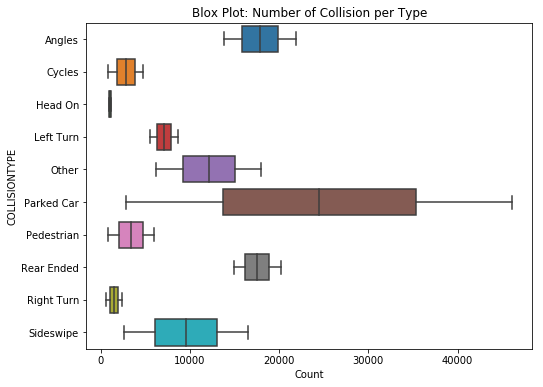 Blox Plot: Number of Collision per Type
COLLISIONTYPE
Angles
Cycles
Head On
Left Turn
Other
Parked Car
Pedestrian
Rear Ended
Right Turn
Sideswipe
0 10000 20000 30000 40000
Count